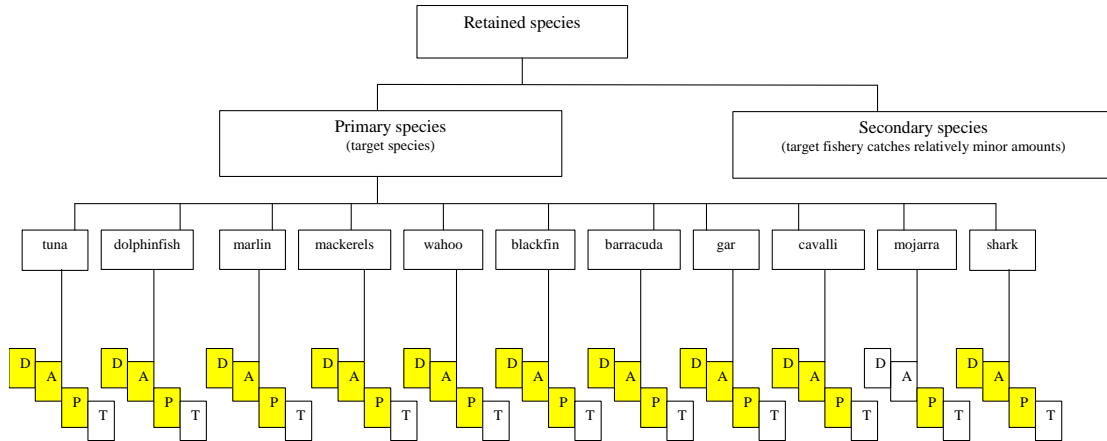 Retained species
Primary species
(target species)
Secondary species
(target fishery catches relatively minor amounts)
tuna dolphinfish marlin mackerels wahoo blackfin barracuda gar cavalli mojarra shark
D D D D D D D D D D D
A A A A A A A A A A A
P P P P P P P P P P P
T T T T T T T T T T T